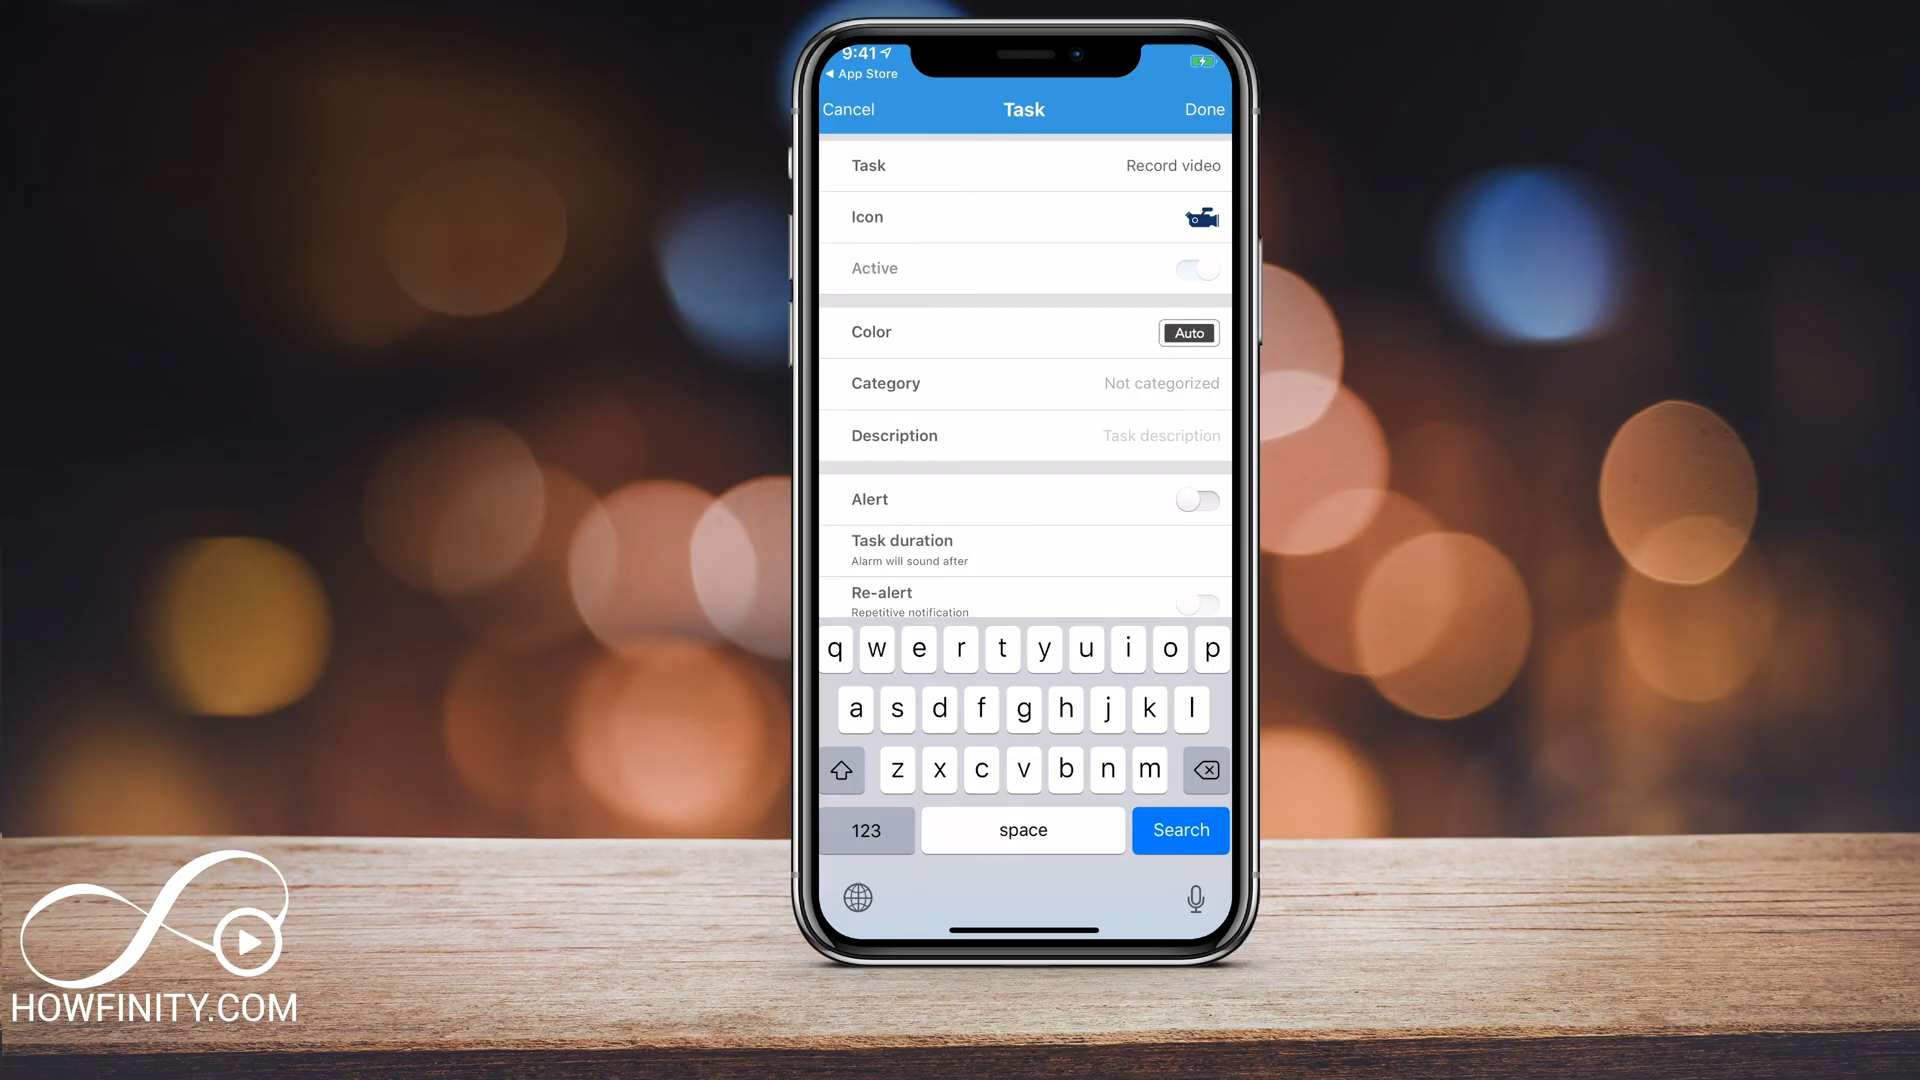 9:41
App Store
Cancel
Task
Done
Task
Record video
Icon
Active
Color
Auto
Category
Not categorized
Description
Task description
Alert
Task duration
Alarm will sound after
Re-alert
Repetitive notification
q w e r t y u i o p
a s d f g h j k l
z x c v b n m
123
space
Search
HOWFINITY.COM